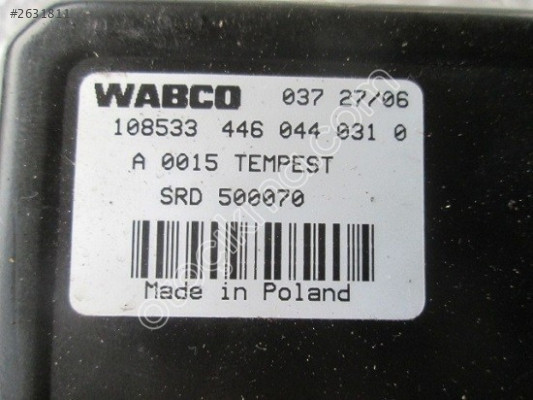 #2631811
WABCO 037 27/06
108533 446 044 031 0
A 0015 TEMPEST
SRD 500070
Made in Poland